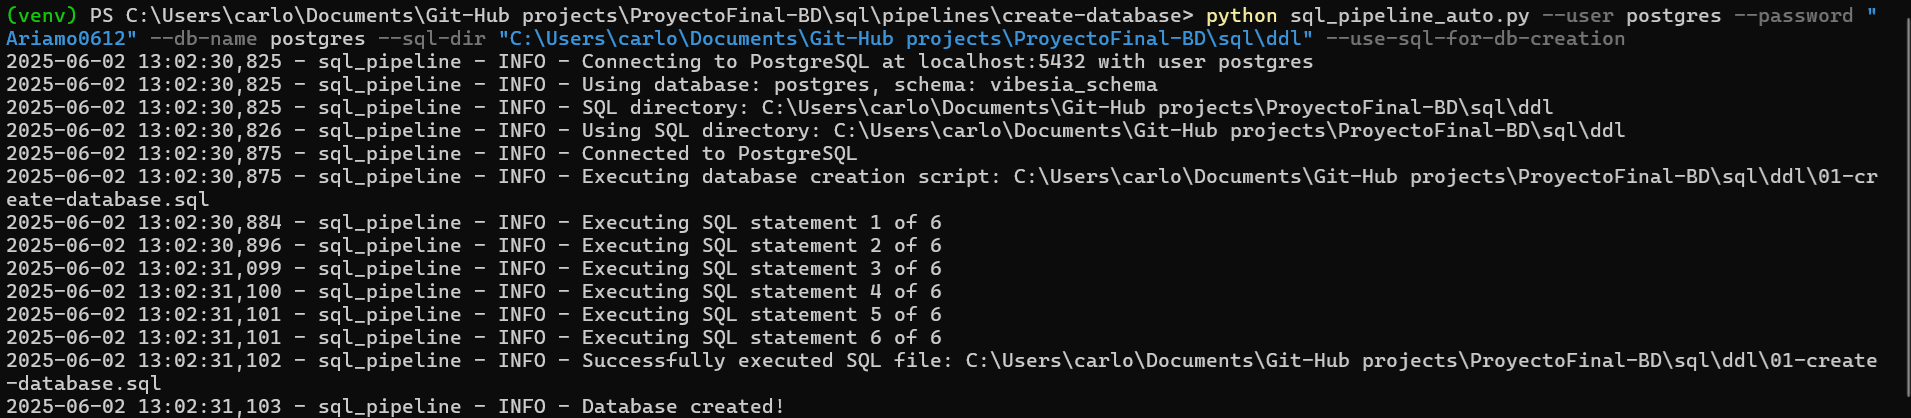 (venv) PS C:\Users\carlo\Documents\Git-Hub projects\ProyectoFinal-BD\sql\pipelines\create-database> python sql_pipeline_auto.py --user postgres --password "
Ariamo0612" --db-name postgres --sql-dir "C:\Users\carlo\Documents\Git-Hub projects\ProyectoFinal-BD\sql\ddl" --use-sql-for-db-creation
2025-06-02 13:02:30,825 - sql_pipeline - INFO - Connecting to PostgreSQL at localhost:5432 with user postgres
2025-06-02 13:02:30,825 - sql_pipeline - INFO - Using database: postgres, schema: vibesia_schema
2025-06-02 13:02:30,825 - sql_pipeline - INFO - SQL directory: C:\Users\carlo\Documents\Git-Hub projects\ProyectoFinal-BD\sql\ddl
2025-06-02 13:02:30,826 - sql_pipeline - INFO - Using SQL directory: C:\Users\carlo\Documents\Git-Hub projects\ProyectoFinal-BD\sql\ddl
2025-06-02 13:02:30,875 - sql_pipeline - INFO - Connected to PostgreSQL
2025-06-02 13:02:30,875 - sql_pipeline - INFO - Executing database creation script: C:\Users\carlo\Documents\Git-Hub projects\ProyectoFinal-BD\sql\ddl\01-cr
eate-database.sql
2025-06-02 13:02:30,884 - sql_pipeline - INFO - Executing SQL statement 1 of 6
2025-06-02 13:02:30,896 - sql_pipeline - INFO - Executing SQL statement 2 of 6
2025-06-02 13:02:31,099 - sql_pipeline - INFO - Executing SQL statement 3 of 6
2025-06-02 13:02:31,100 - sql_pipeline - INFO - Executing SQL statement 4 of 6
2025-06-02 13:02:31,101 - sql_pipeline - INFO - Executing SQL statement 5 of 6
2025-06-02 13:02:31,101 - sql_pipeline - INFO - Executing SQL statement 6 of 6
2025-06-02 13:02:31,102 - sql_pipeline - INFO - Successfully executed SQL file: C:\Users\carlo\Documents\Git-Hub projects\ProyectoFinal-BD\sql\ddl\01-create
-database.sql
2025-06-02 13:02:31,103 - sql_pipeline - INFO - Database created!